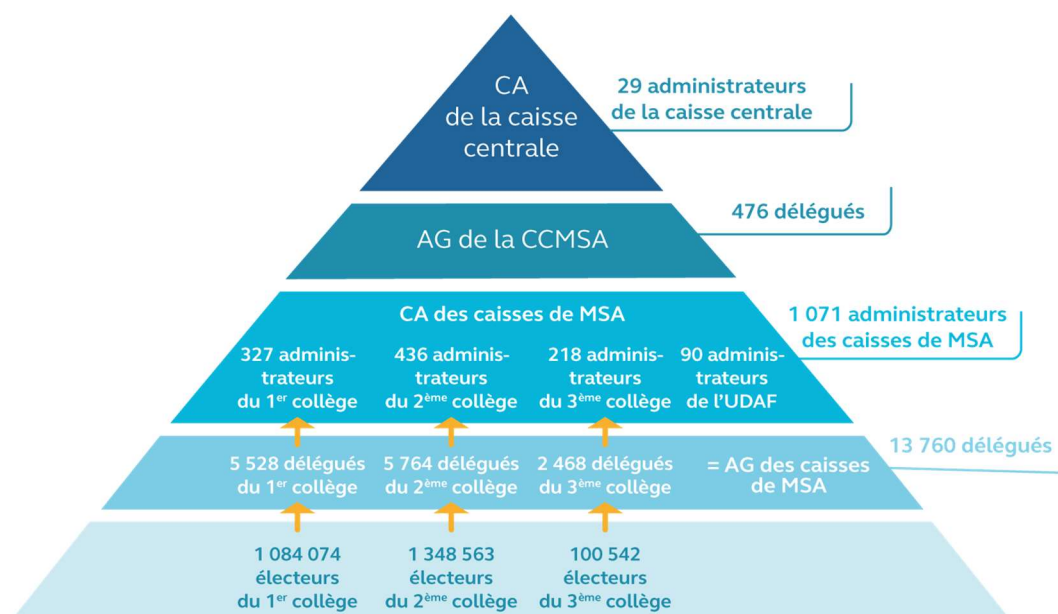 CA
de la caisse
centrale
29 administrateurs
de la caisse centrale
AG de la CCMSA
476 délégués
CA des caisses de MSA
1 071 administrateurs
des caisses de MSA
327 adminis-
trateurs
du 1er collège
436 adminis-
trateurs
du 2ème collège
218 adminis-
trateurs
du 3ème collège
90 adminis-
trateurs
de l’UDAF
13 760 délégués
5 528 délégués
du 1er collège
5 764 délégués
du 2ème collège
2 468 délégués
du 3ème collège
= AG des caisses
de MSA
1 084 074
électeurs
du 1er collège
1 348 563
électeurs
du 2ème collège
100 542
électeurs
du 3ème collège